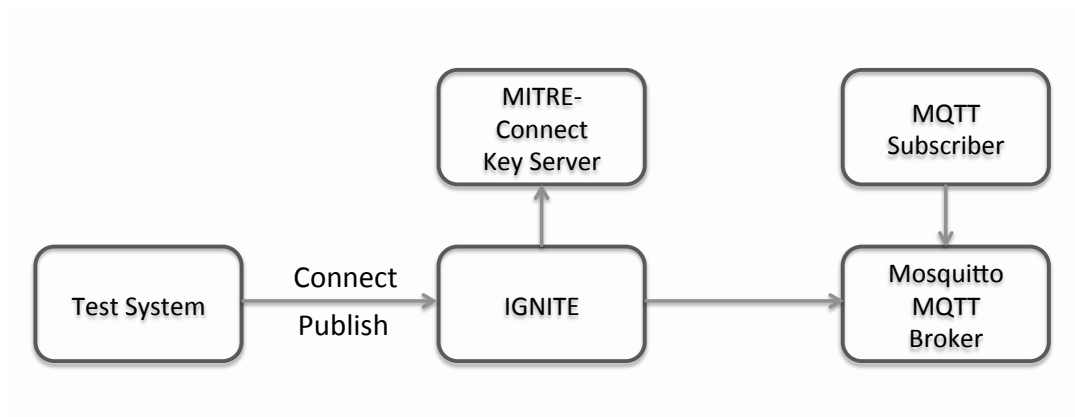 MITRE-
Connect
Key Server
MQTT
Subscriber
Test System
Connect
Publish
IGNITE
Mosquitto
MQTT
Broker